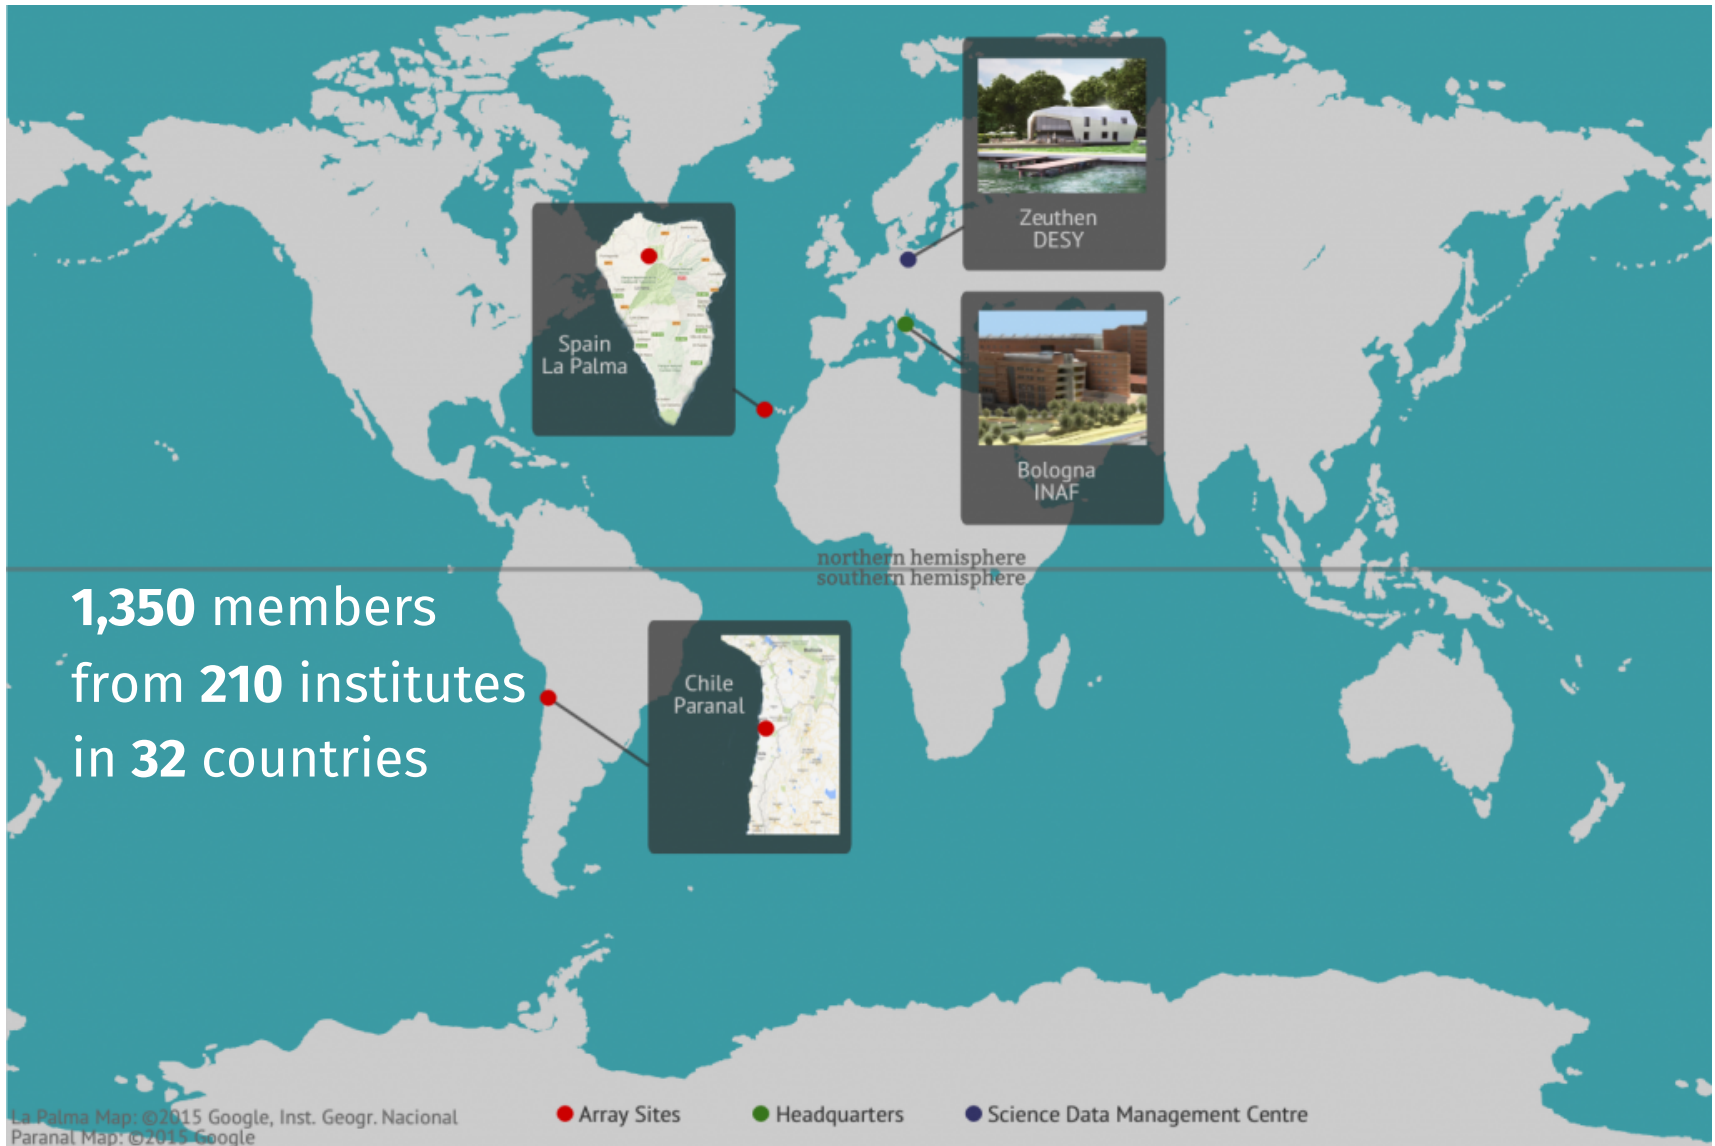 Zeuthen
DESY
Spain
La Palma
Bologna
INAF
northern hemisphere
southern hemisphere
1,350 members
from 210 institutes
in 32 countries
Chile
Paranal
Bolivia
Array Sites
Headquarters
Science Data Management Centre
La Palma Map: ©2015 Google, Inst. Geogr. Nacional
Paranal Map: ©2015 Google